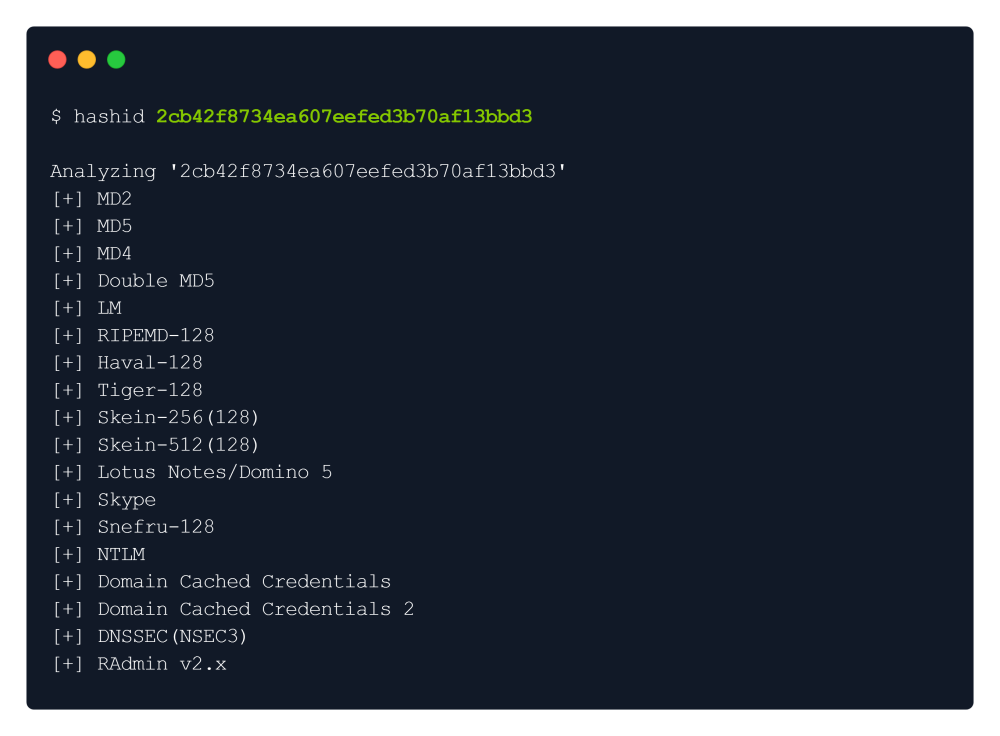 $ hashid 2cb42f8734ea607eefed3b70af13bbd3
Analyzing '2cb42f8734ea607eefed3b70af13bbd3'
[+] MD2
[+] MD5
[+] MD4
[+] Double MD5
[+] LM
[+] RIPEMD-128
[+] Haval-128
[+] Tiger-128
[+] Skein-256(128)
[+] Skein-512(128)
[+] Lotus Notes/Domino 5
[+] Skype
[+] Snefru-128
[+] NTLM
[+] Domain Cached Credentials
[+] Domain Cached Credentials 2
[+] DNSSEC(NSEC3)
[+] RAdmin v2.x